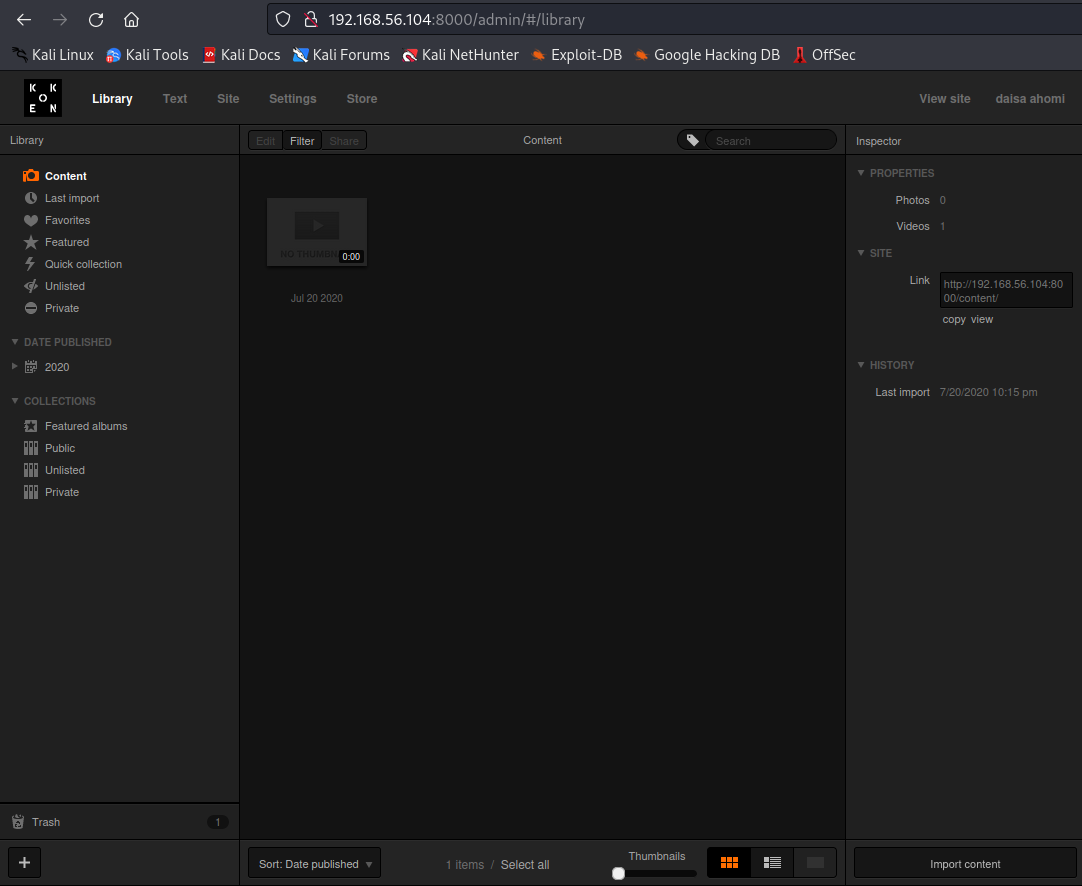 192.168.56.104:8000/admin/#/library
Kali Linux Kali Tools Kali Docs Kali Forums Kali NetHunter Exploit-DB Google Hacking DB OffSec
K K
O
E N
Library Text Site Settings Store View site daisa ahomi
Library
Edit Filter Share Content Search
Inspector
Content
Last import
Favorites
Featured
Quick collection
Unlisted
Private
DATE PUBLISHED
2020
COLLECTIONS
Featured albums
Public
Unlisted
Private
Trash 1
+
0:00
Jul 20 2020
Sort: Date published 1 items / Select all Thumbnails
PROPERTIES
Photos 0
Videos 1
SITE
Link http://192.168.56.104:80
00/content/
copy view
HISTORY
Last import 7/20/2020 10:15 pm
Import content